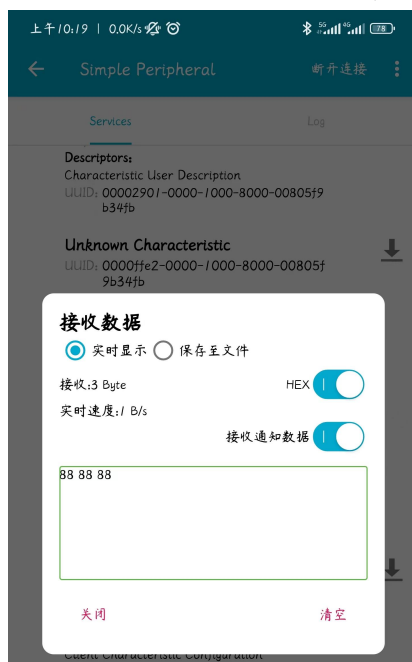 上午10:19 | 0.0K/s
5G 4G 78
Simple Peripheral 断开连接
Services Log
Descriptors:
Characteristic User Description
UUID: 00002901-0000-1000-8000-00805f9
b34fb
Unknown Characteristic
UUID: 0000ffe2-0000-1000-8000-00805f
9b34fb
接收数据
实时显示 保存至文件
接收:3 Byte HEX
实时速度:1 B/s
接收通知数据
88 88 88
关闭 清空
Client Characteristic Configuration